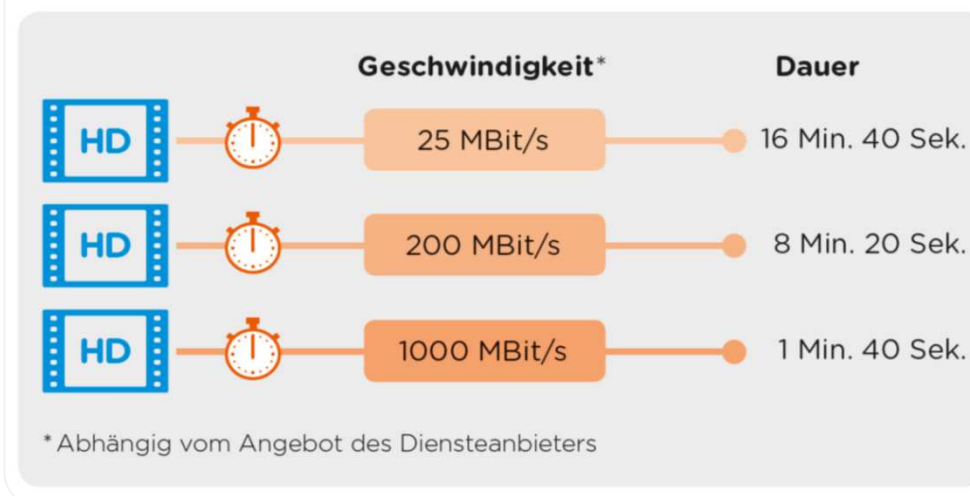 Geschwindigkeit* Dauer
HD 25 MBit/s 16 Min. 40 Sek.
HD 200 MBit/s 8 Min. 20 Sek.
HD 1000 MBit/s 1 Min. 40 Sek.
* Abhängig vom Angebot des Diensteanbieters